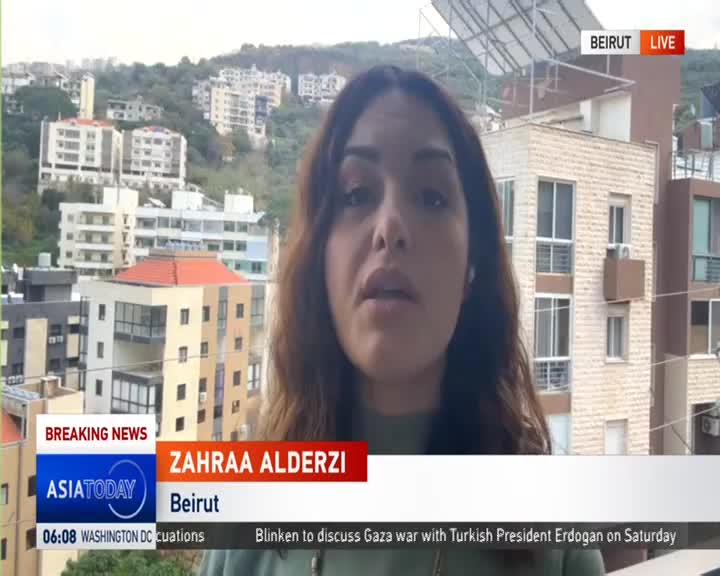 BEIRUT LIVE
BREAKING NEWS
ZAHRAA ALDERZI
ASIATODAY
Beirut
06:08 WASHINGTON DC
cuations Blinken to discuss Gaza war with Turkish President Erdogan on Saturday